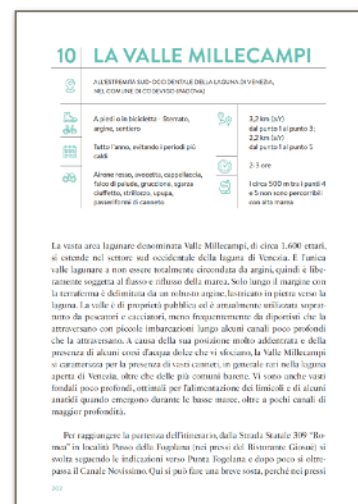 10 LA VALLE MILLECAMPI
ALL'ESTREMITÀ SUD-OCCIDENTALE DELLA LAGUNA DI VENEZIA,
NEL COMUNE DI CODEVIGO (PADOVA)
A piedi o in bicicletta - Sterrato,
argine, sentiero
Tutto l'anno, evitando i periodi più
caldi
Airone rosso, avocetta, cappellaccia,
falco di palude, gruccione, sgarza
ciuffetto, strillozzo, upupa,
passeriformi di canneto
3,2 km (a/r)
dal punto 1 al punto 3;
2,2 km (a/r)
dal punto 1 al punto 5
2-3 ore
I circa 500 m tra i punti 4
e 5 non sono percorribili
con alta marea
La vasta area lagunare denominata Valle Millecampi, di circa 1.600 ettari,
si estende nel settore sud occidentale della laguna di Venezia. È l'unica
valle lagunare a non essere totalmente circondata da argini, quindi è libe-
ramente soggetta al flusso e riflusso della marea. Solo lungo il margine con
la terraferma è delimitata da un robusto argine, lastricato in pietra verso la
laguna. La valle è di proprietà pubblica ed è attualmente utilizzata soprat-
tutto da pescatori e cacciatori, meno frequentemente da diportisti che la
attraversano con piccole imbarcazioni lungo alcuni canali poco profondi
che la attraversano. A causa della sua posizione molto addentrata e della
presenza di alcuni corsi d'acqua dolce che vi sfociano, la Valle Millecampi
si caratterizza per la presenza di vasti canneti, in generale rari nella laguna
aperta di Venezia, oltre che delle più comuni barene. Vi sono anche vasti
fondali poco profondi, ottimali per l'alimentazione dei limicoli e di alcuni
anatidi quando emergono durante le basse maree, oltre a pochi canali di
maggior profondità.
Per raggiungere la partenza dell'itinerario, dalla Strada Statale 309 "Ro-
mea" in località Passo della Fogolana (nei pressi del Ristorante Giosuè) si
svolta seguendo le indicazioni verso Punta Fogolana e dopo poco si oltre-
passa il Canale Novissimo. Qui si può fare una breve sosta, perché nei pressi
202